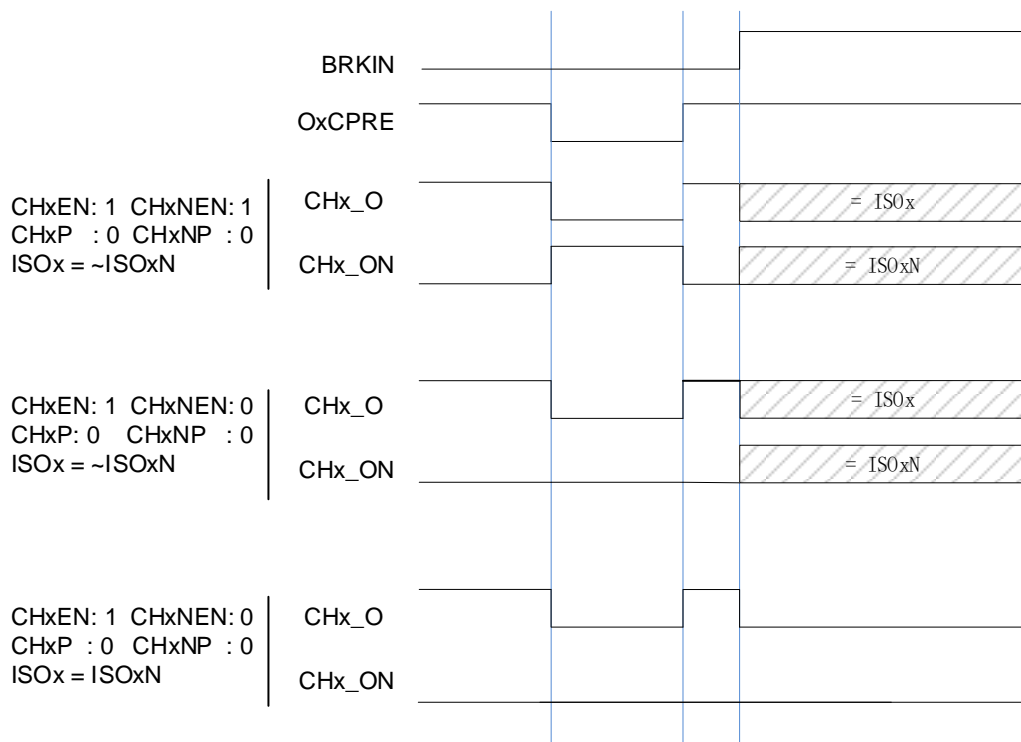 BRKIN
OxCPRE
CHxEN: 1 CHxNEN: 1
CHxP : 0 CHxNP : 0
ISOx = ~ISOxN
CHx_O
= ISOx
CHx_ON
= ISOxN
CHxEN: 1 CHxNEN: 0
CHxP: 0 CHxNP : 0
ISOx = ~ISOxN
CHx_O
= ISOx
CHx_ON
= ISOxN
CHxEN: 1 CHxNEN: 0
CHxP : 0 CHxNP : 0
ISOx = ISOxN
CHx_O
CHx_ON